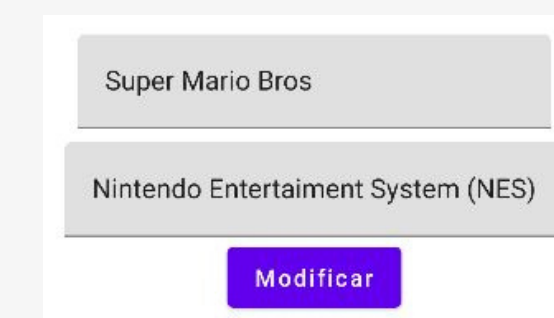 Super Mario Bros
Nintendo Entertaiment System (NES)
Modificar